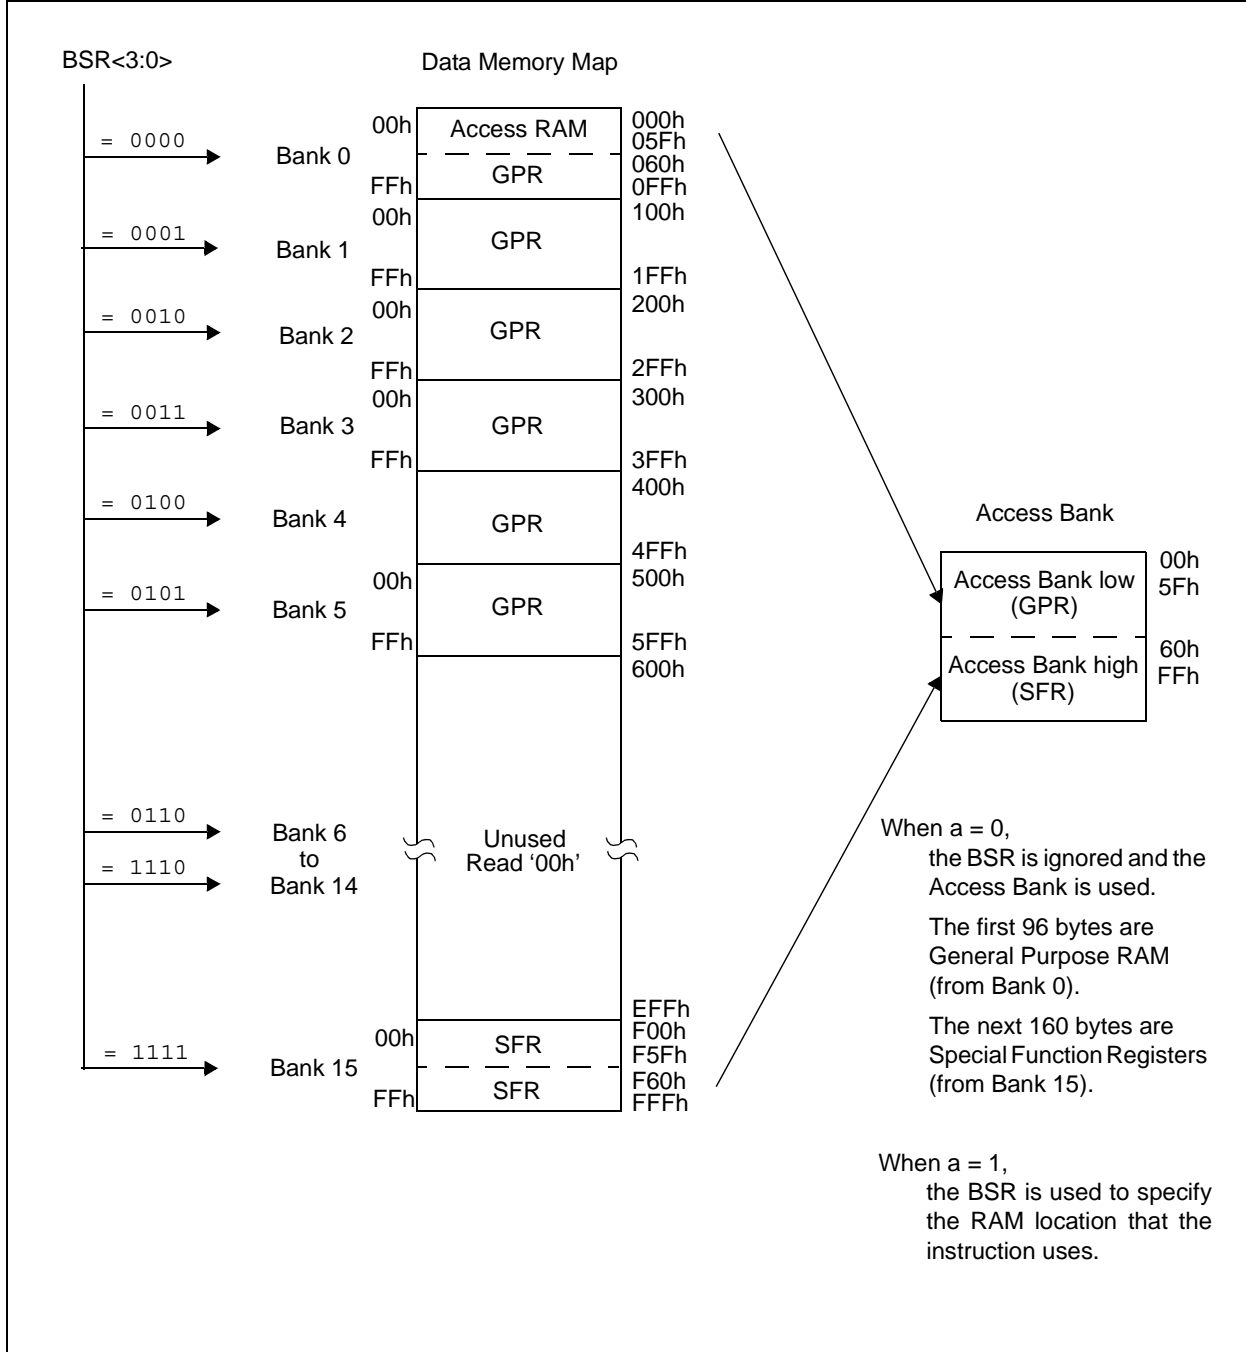 BSR<3:0>
Data Memory Map
= 0000
Bank 0
00h
Access RAM
000h
05Fh
FFh
GPR
060h
0FFh
= 0001
Bank 1
00h
GPR
100h
FFh
1FFh
= 0010
Bank 2
00h
GPR
200h
FFh
2FFh
= 0011
Bank 3
00h
GPR
300h
FFh
3FFh
= 0100
Bank 4
GPR
400h
4FFh
= 0101
Bank 5
00h
GPR
500h
FFh
5FFh
600h
= 0110
= 1110
Bank 6
to
Bank 14
Unused
Read ‘00h’
EFFh
= 1111
Bank 15
00h
SFR
F00h
F5Fh
FFh
SFR
F60h
FFFh
Access Bank
Access Bank low
(GPR)
00h
5Fh
Access Bank high
(SFR)
60h
FFh
When a = 0,
the BSR is ignored and the
Access Bank is used.
The first 96 bytes are
General Purpose RAM
(from Bank 0).
The next 160 bytes are
Special Function Registers
(from Bank 15).
When a = 1,
the BSR is used to specify
the RAM location that the
instruction uses.